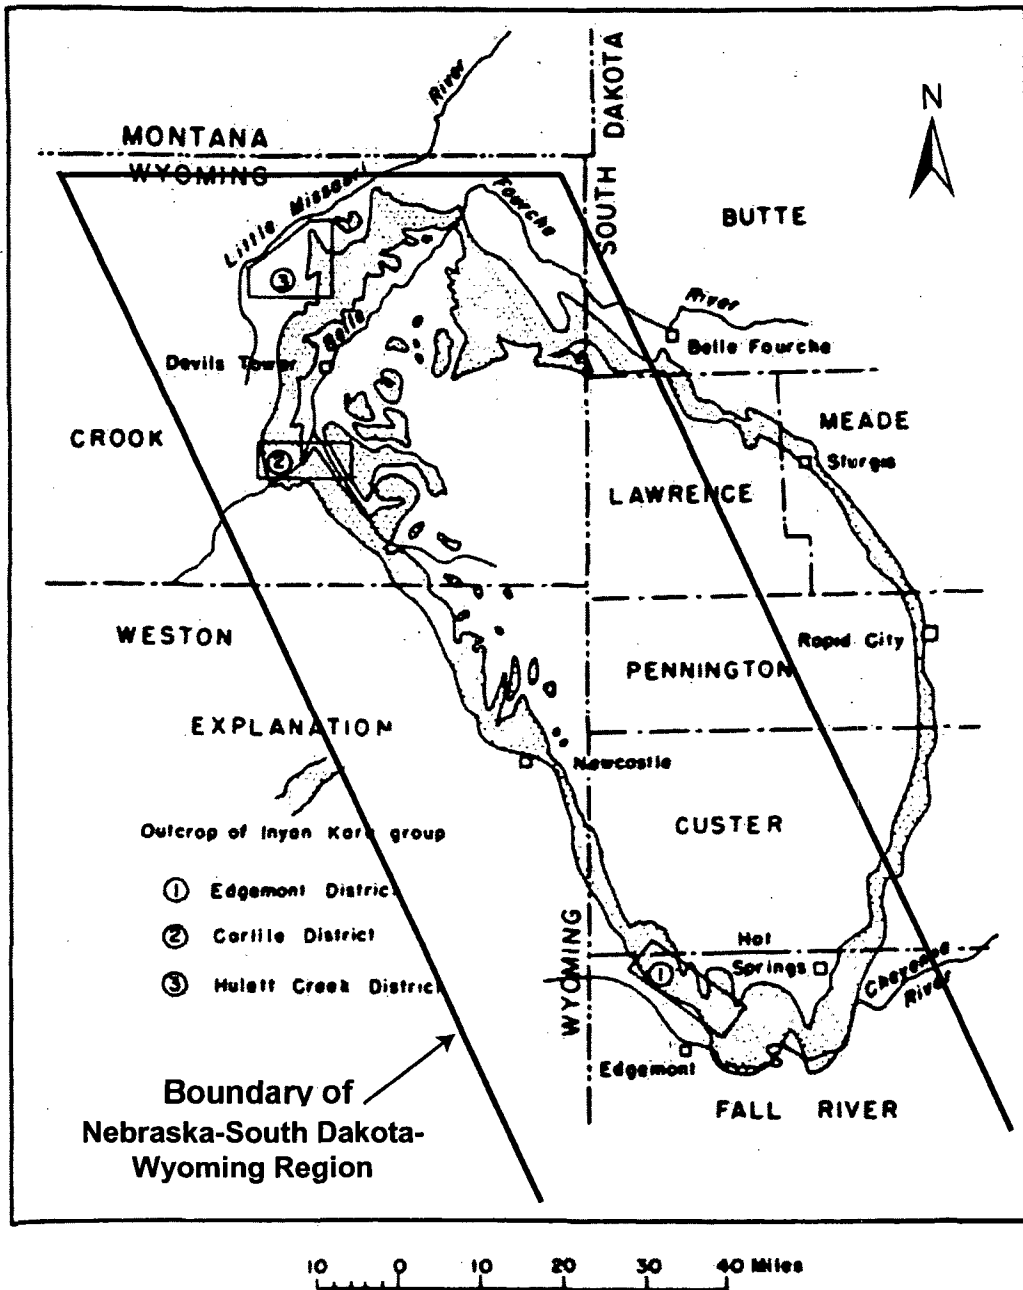 River
SOUTH DAKOTA
N
MONTANA
WYOMING
Little Missouri
Fourche
BUTTE
3
River
Belle
Belle Fourche
Devils Tower
MEADE
CROOK
2
Sturgis
LAWRENCE
WESTON
Rapid City
PENNINGTON
EXPLANATION
Newcastle
Outcrop of Inyan Kara group
CUSTER
1 Edgemont District
2 Carlile District
3 Hulett Creek District
WYOMING
Hot
Springs
1
Cheyenne
River
Edgemont
FALL RIVER
Boundary of
Nebraska-South Dakota-
Wyoming Region
10 0 10 20 30 40 Miles